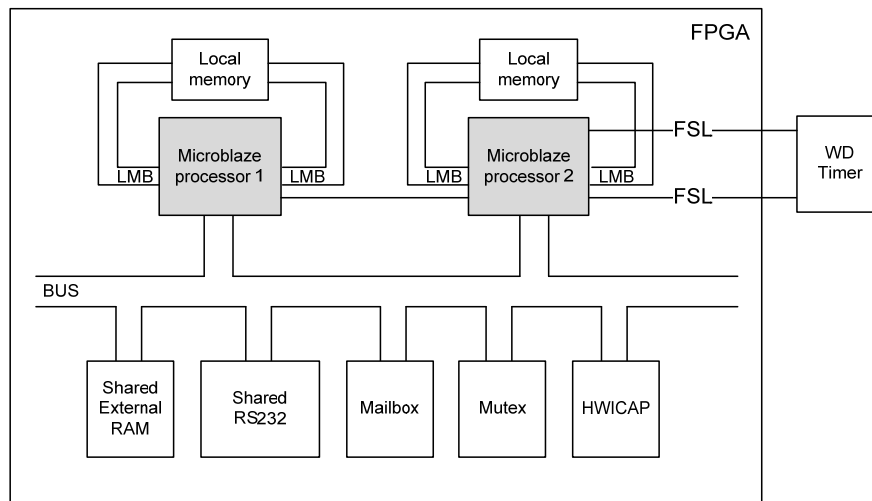 FPGA
Local
memory
Local
memory
Microblaze
processor 1
LMB
LMB
Microblaze
processor 2
LMB
LMB
FSL
FSL
WD
Timer
BUS
Shared
External
RAM
Shared
RS232
Mailbox
Mutex
HWICAP